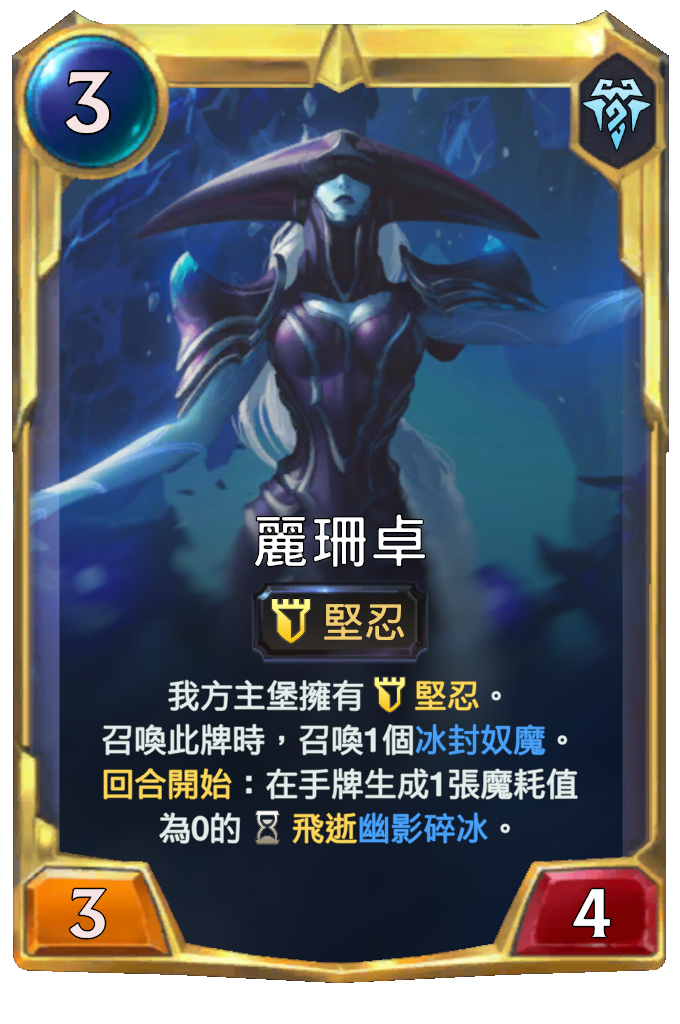 3
麗珊卓
堅忍
我方主堡擁有 堅忍。
召喚此牌時,召喚1個冰封奴魔。
回合開始:在手牌生成1張魔耗值
為0的 飛逝幽影碎冰。
3
4